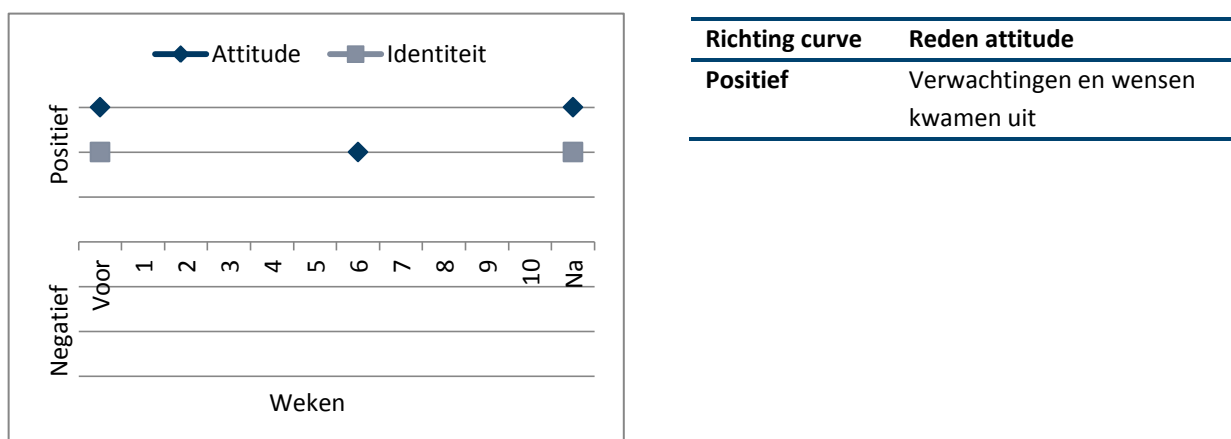 Attitude Identiteit
Positief
Negatief
Voor 1 2 3 4 5 6 7 8 9 10 Na
Weken
Richting curve Reden attitude
Positief Verwachtingen en wensen
kwamen uit